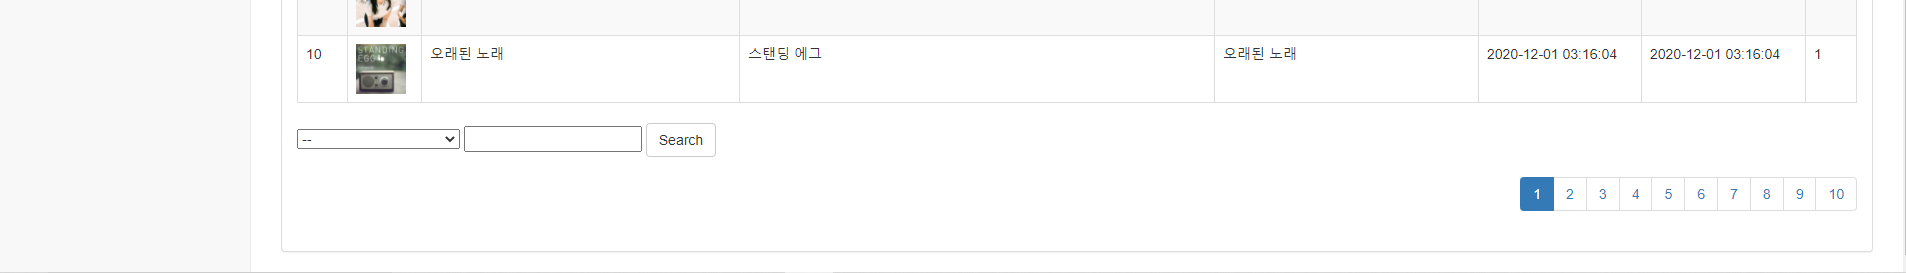 10 STANDING EGG 오래된 노래 스탠딩 에그 오래된 노래 2020-12-01 03:16:04 2020-12-01 03:16:04 1
-- Search
1 2 3 4 5 6 7 8 9 10